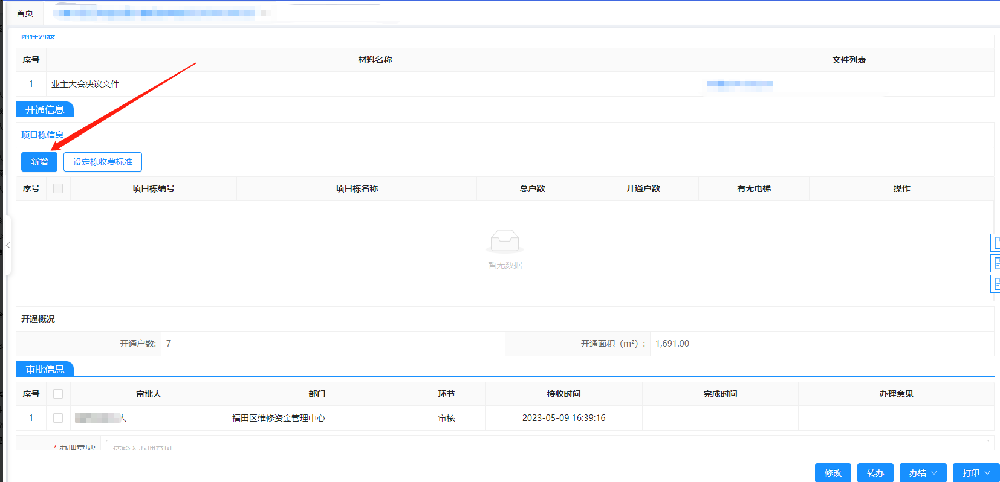 首页
附件列表
序号 材料名称 文件列表
1 业主大会决议文件
开通信息
项目栋信息
新增 设定栋收费标准
序号 项目栋编号 项目栋名称 总户数 开通户数 有无电梯 操作
暂无数据
开通概况
开通户数: 7 开通面积（m²）: 1,691.00
审批信息
序号 审批人 部门 环节 接收时间 完成时间 办理意见
1 人 福田区维修资金管理中心 审核 2023-05-09 16:39:16
* 办理意见: 请输入办理意见
修改 转办 办结 打印